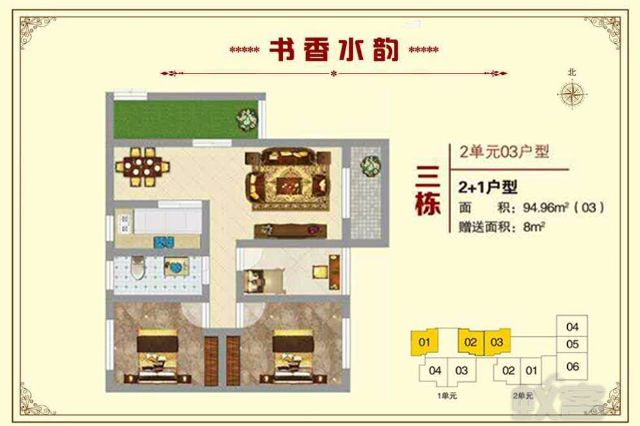 书香水韵
北
三栋
2单元03户型
2+1户型
面 积：94.96m²（03）
赠送面积：8m²
01 02 03 04
05
04 03 02 01 06
1单元 2单元